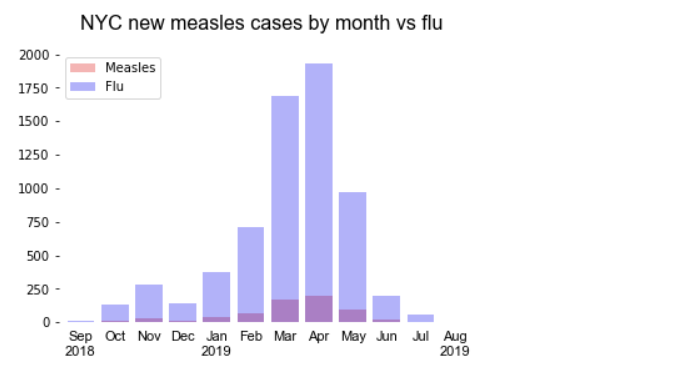 NYC new measles cases by month vs flu
2000
1750
1500
1250
1000
750
500
250
0
Measles
Flu
Sep Oct Nov Dec Jan Feb Mar Apr May Jun Jul Aug
2018 2019 2019